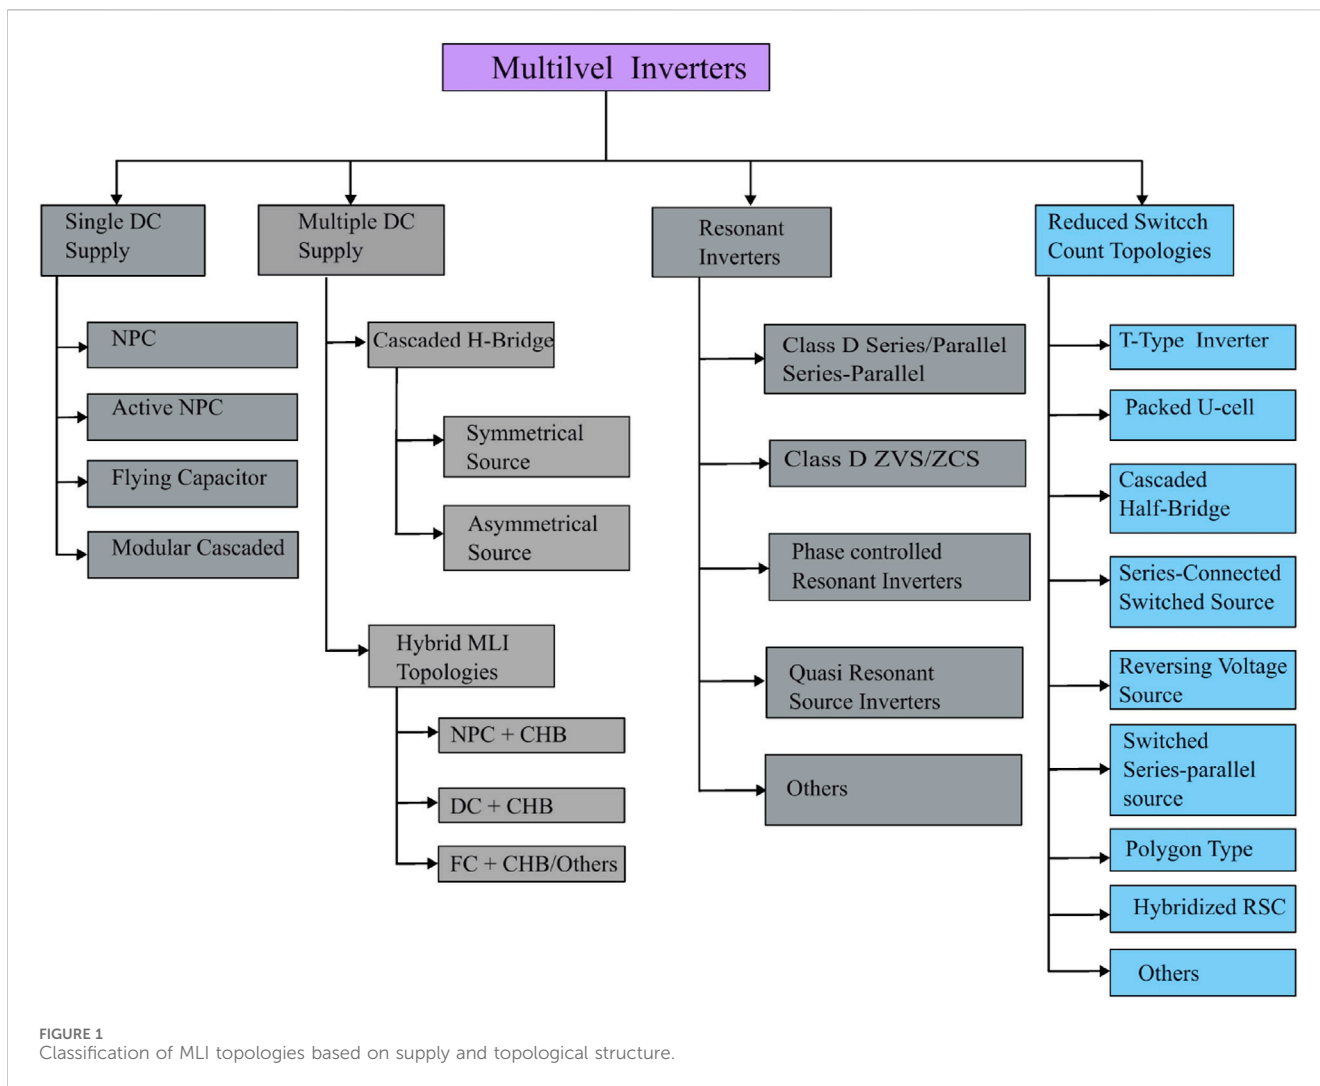 Multilvel Inverters
Single DC
Supply
NPC
Active NPC
Flying Capacitor
Modular Cascaded
Multiple DC
Supply
Cascaded H-Bridge
Symmetrical
Source
Asymmetrical
Source
Hybrid MLI
Topologies
NPC + CHB
DC + CHB
FC + CHB/Others
Resonant
Inverters
Class D Series/Parallel
Series-Parallel
Class D ZVS/ZCS
Phase controlled
Resonant Inverters
Quasi Resonant
Source Inverters
Others
Reduced Switcch
Count Topologies
T-Type Inverter
Packed U-cell
Cascaded
Half-Bridge
Series-Connected
Switched Source
Reversing Voltage
Source
Switched
Series-parallel
source
Polygon Type
Hybridized RSC
Others
FIGURE 1
Classification of MLI topologies based on supply and topological structure.